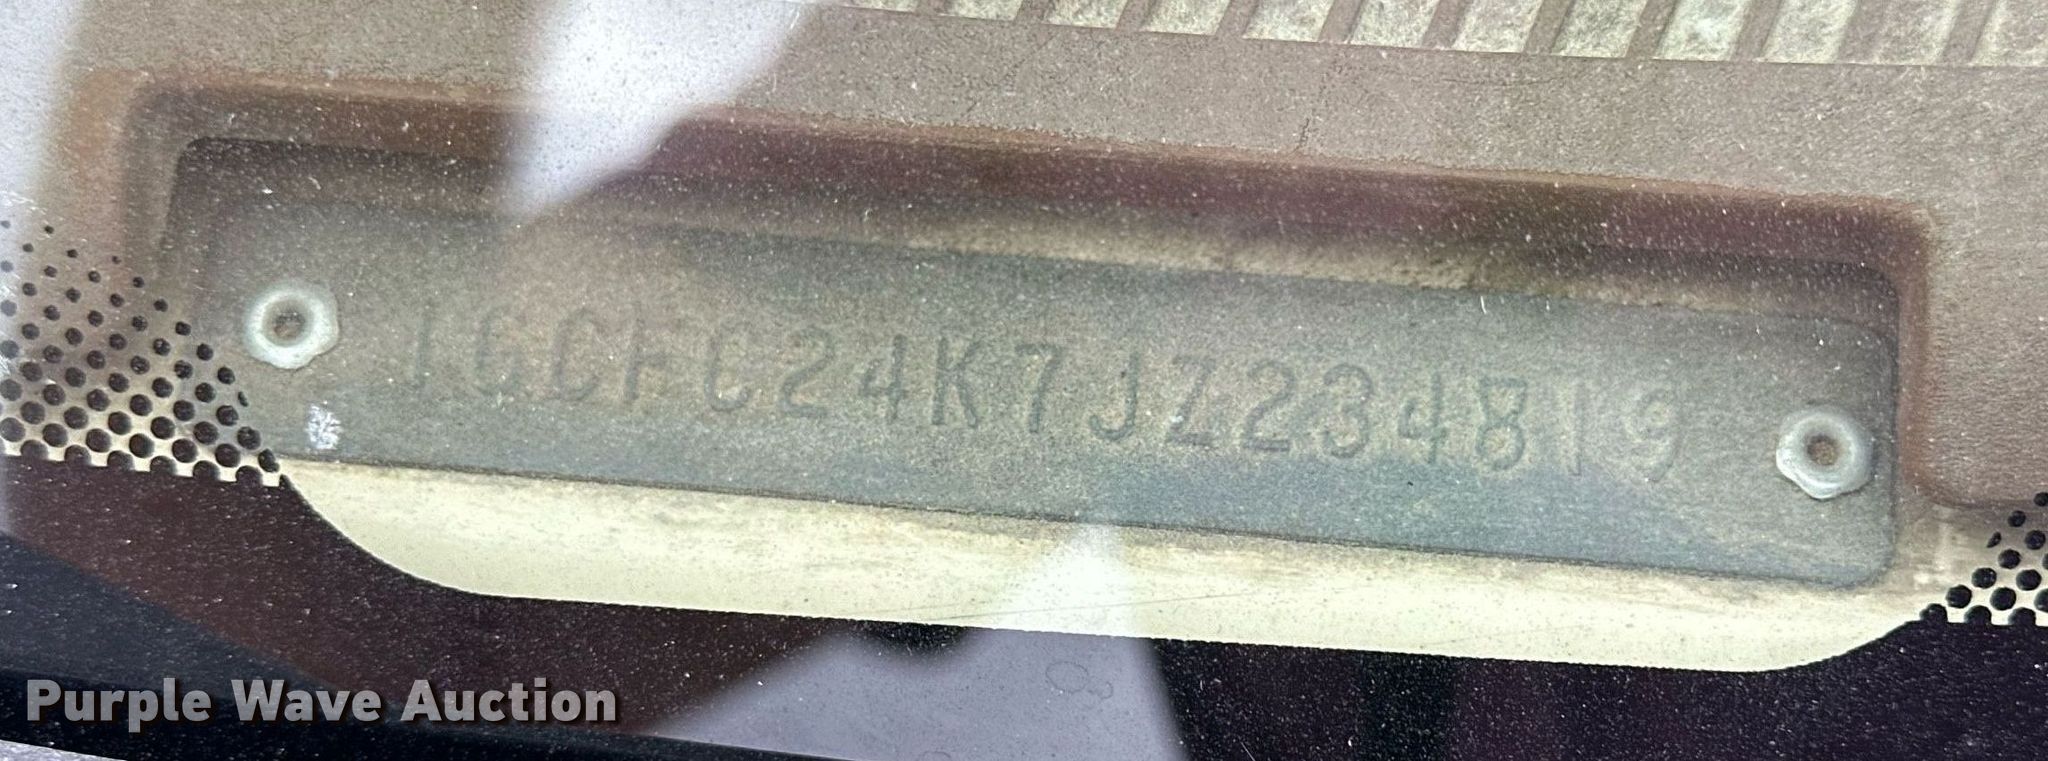 1GCFC24K7JZ234819
Purple Wave Auction